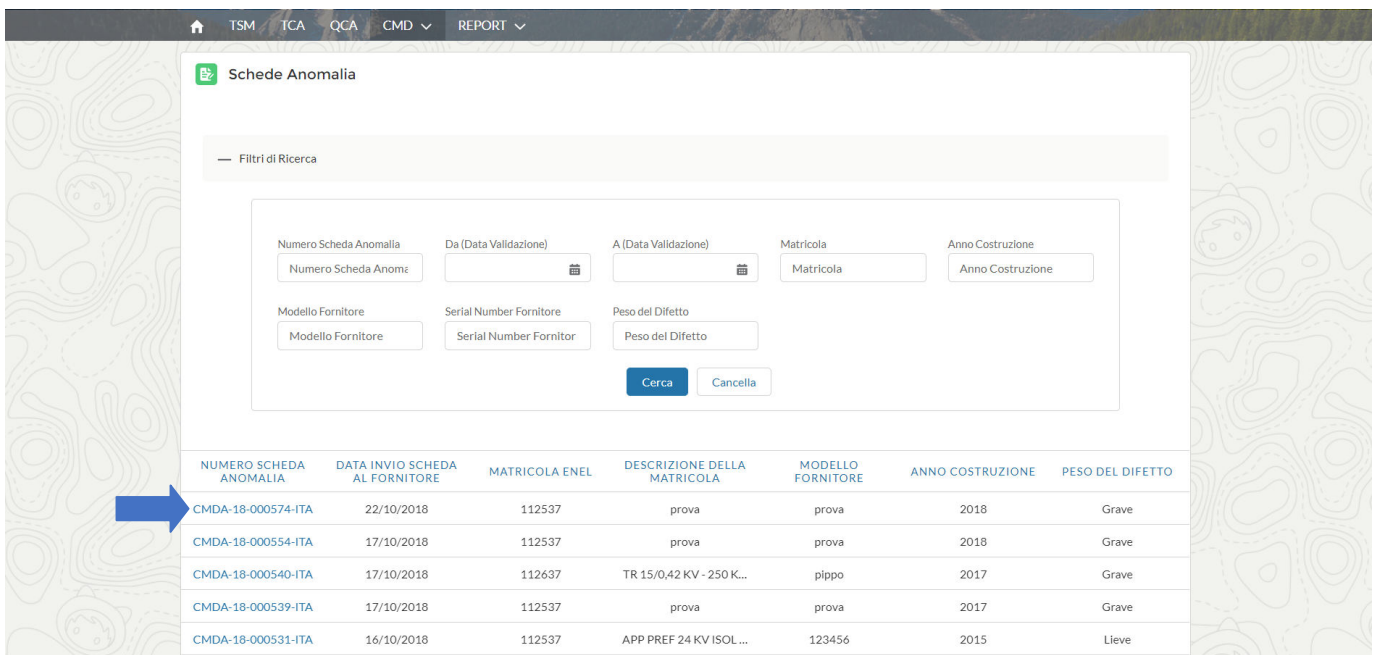 TSM TCA QCA CMD REPORT
Schede Anomalia
— Filtri di Ricerca
Numero Scheda Anomalia Da (Data Validazione) A (Data Validazione) Matricola Anno Costruzione
Numero Scheda Anoma Matricola Anno Costruzione
Modello Fornitore Serial Number Fornitore Peso del Difetto
Modello Fornitore Serial Number Fornitor Peso del Difetto
Cerca Cancella
NUMERO SCHEDA DATA INVIO SCHEDA MATRICOLA ENEL DESCRIZIONE DELLA MODELLO ANNO COSTRUZIONE PESO DEL DIFETTO
ANOMALIA AL FORNITORE MATRICOLA FORNITORE
CMDA-18-000574-ITA 22/10/2018 112537 prova prova 2018 Grave
CMDA-18-000554-ITA 17/10/2018 112537 prova prova 2018 Grave
CMDA-18-000540-ITA 17/10/2018 112637 TR 15/0,42 KV - 250 K... pippo 2017 Grave
CMDA-18-000539-ITA 17/10/2018 112537 prova prova 2017 Grave
CMDA-18-000531-ITA 16/10/2018 112537 APP PREF 24 KV ISOL ... 123456 2015 Lieve